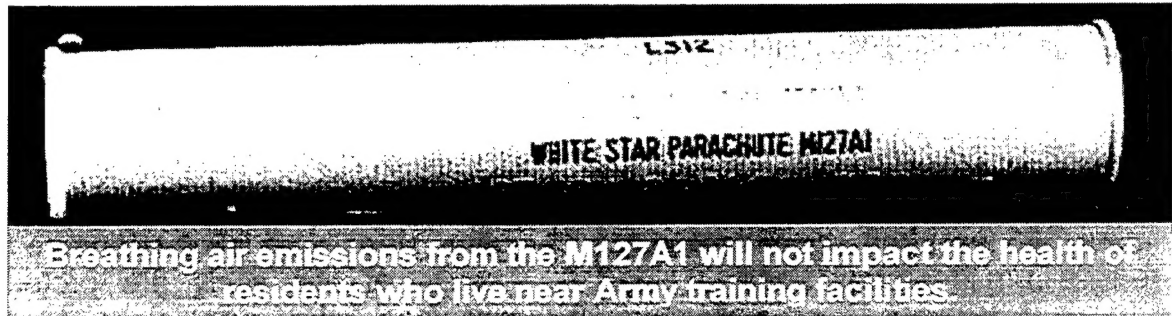 L312
WHITE STAR PARACHUTE M127A1
Breathing air emissions from the M127A1 will not impact the health of
residents who live near Army training facilities.